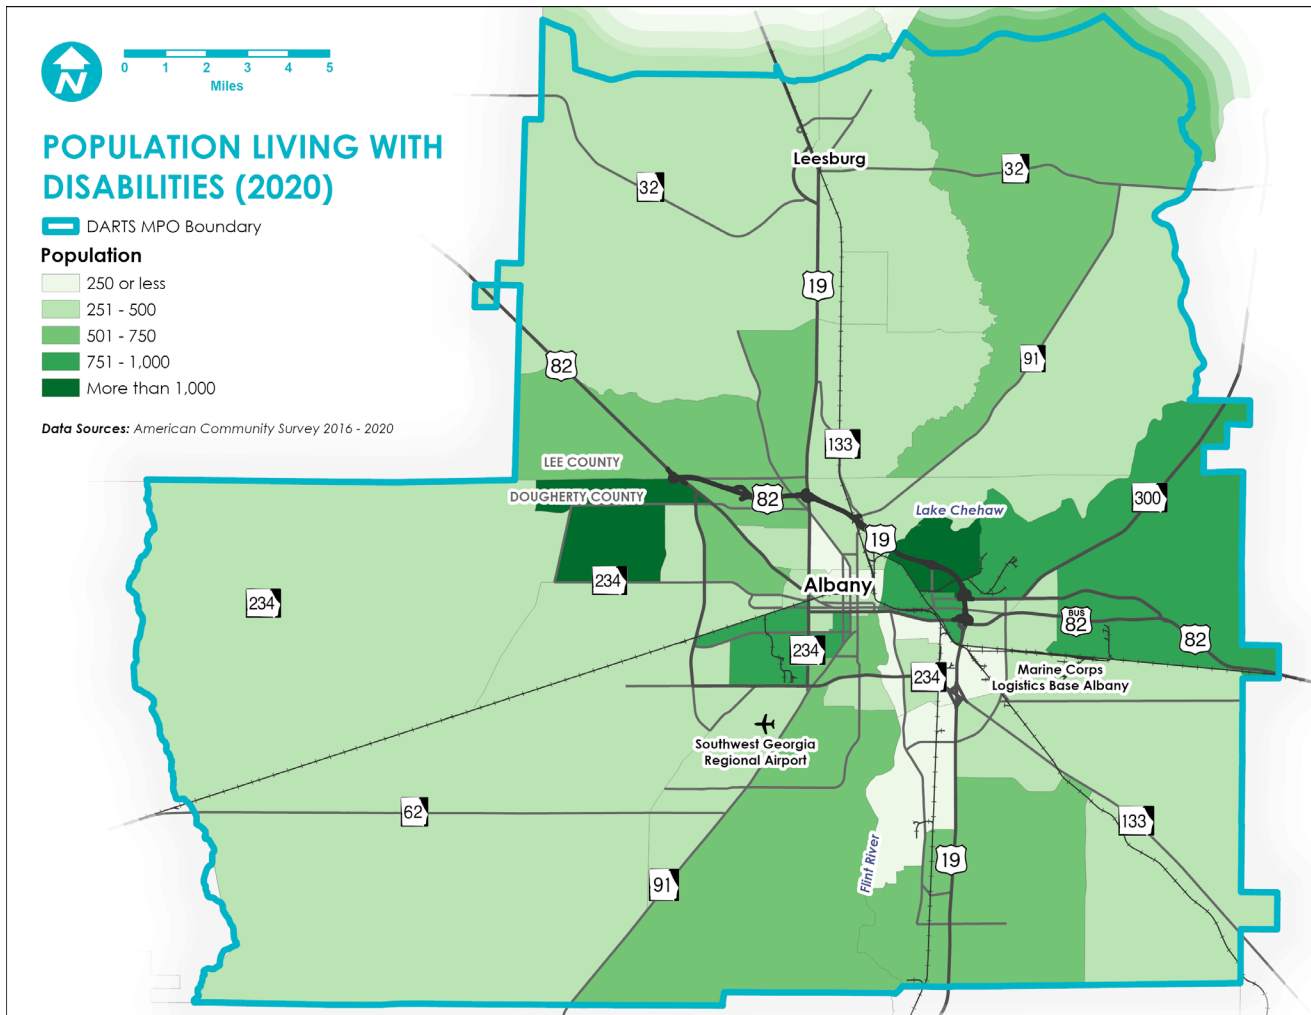 N
0 1 2 3 4 5
Miles
POPULATION LIVING WITH
DISABILITIES (2020)
DARTS MPO Boundary
Population
250 or less
251 - 500
501 - 750
751 - 1,000
More than 1,000
Data Sources: American Community Survey 2016 - 2020
Leesburg
32
32
19
82
91
133
LEE COUNTY
DOUGHERTY COUNTY
82
300
Lake Chehaw
19
Albany
234
234
BUS
82
82
234
234
Marine Corps
Logistics Base Albany
Southwest Georgia
Regional Airport
62
133
Flint River
19
91